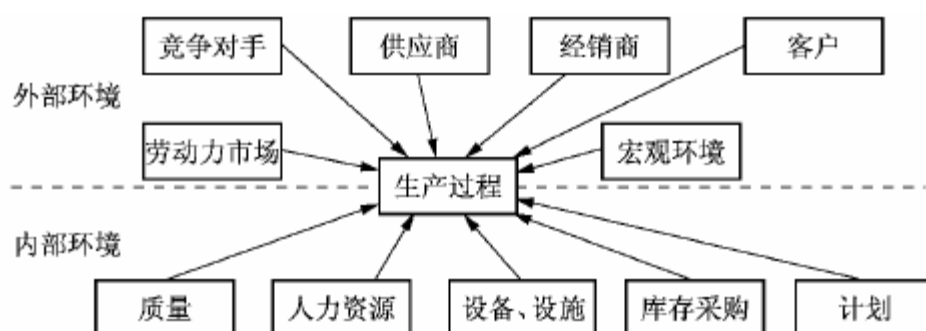 竞争对手
供应商
经销商
客户
外部环境
劳动力市场
宏观环境
生产过程
内部环境
质量
人力资源
设备、设施
库存采购
计划